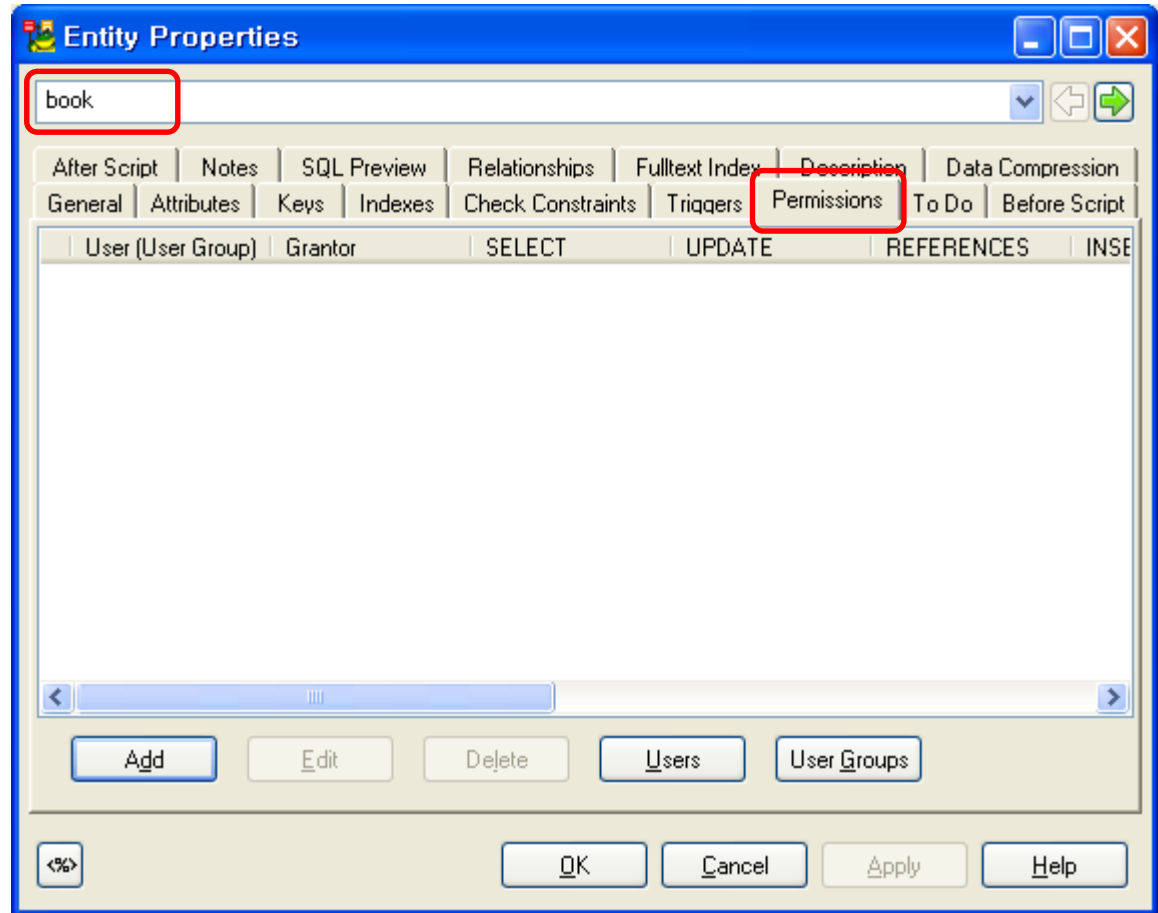 Entity Properties
book
After Script Notes SQL Preview Relationships Fulltext Index Description Data Compression
General Attributes Keys Indexes Check Constraints Triggers Permissions To Do Before Script
User (User Group) Grantor SELECT UPDATE REFERENCES INSE
Add Edit Delete Users User Groups
<%> OK Cancel Apply Help